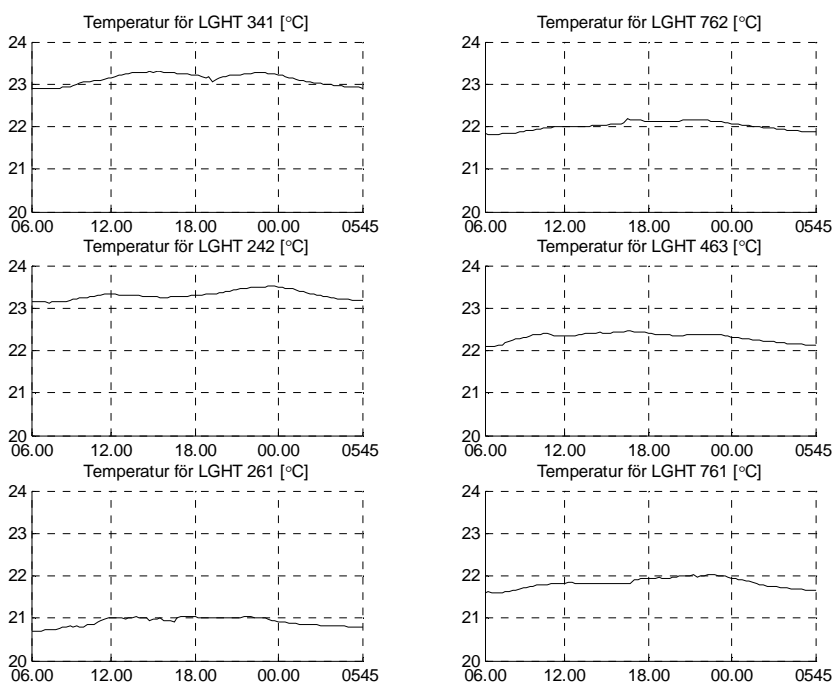 Temperatur för LGHT 341 [°C]
24
23
22
21
20
06.00 12.00 18.00 00.00 0545
Temperatur för LGHT 762 [°C]
24
23
22
21
20
06.00 12.00 18.00 00.00 0545
Temperatur för LGHT 242 [°C]
24
23
22
21
20
06.00 12.00 18.00 00.00 0545
Temperatur för LGHT 463 [°C]
24
23
22
21
20
06.00 12.00 18.00 00.00 0545
Temperatur för LGHT 261 [°C]
24
23
22
21
20
06.00 12.00 18.00 00.00 0545
Temperatur för LGHT 761 [°C]
24
23
22
21
20
06.00 12.00 18.00 00.00 0545